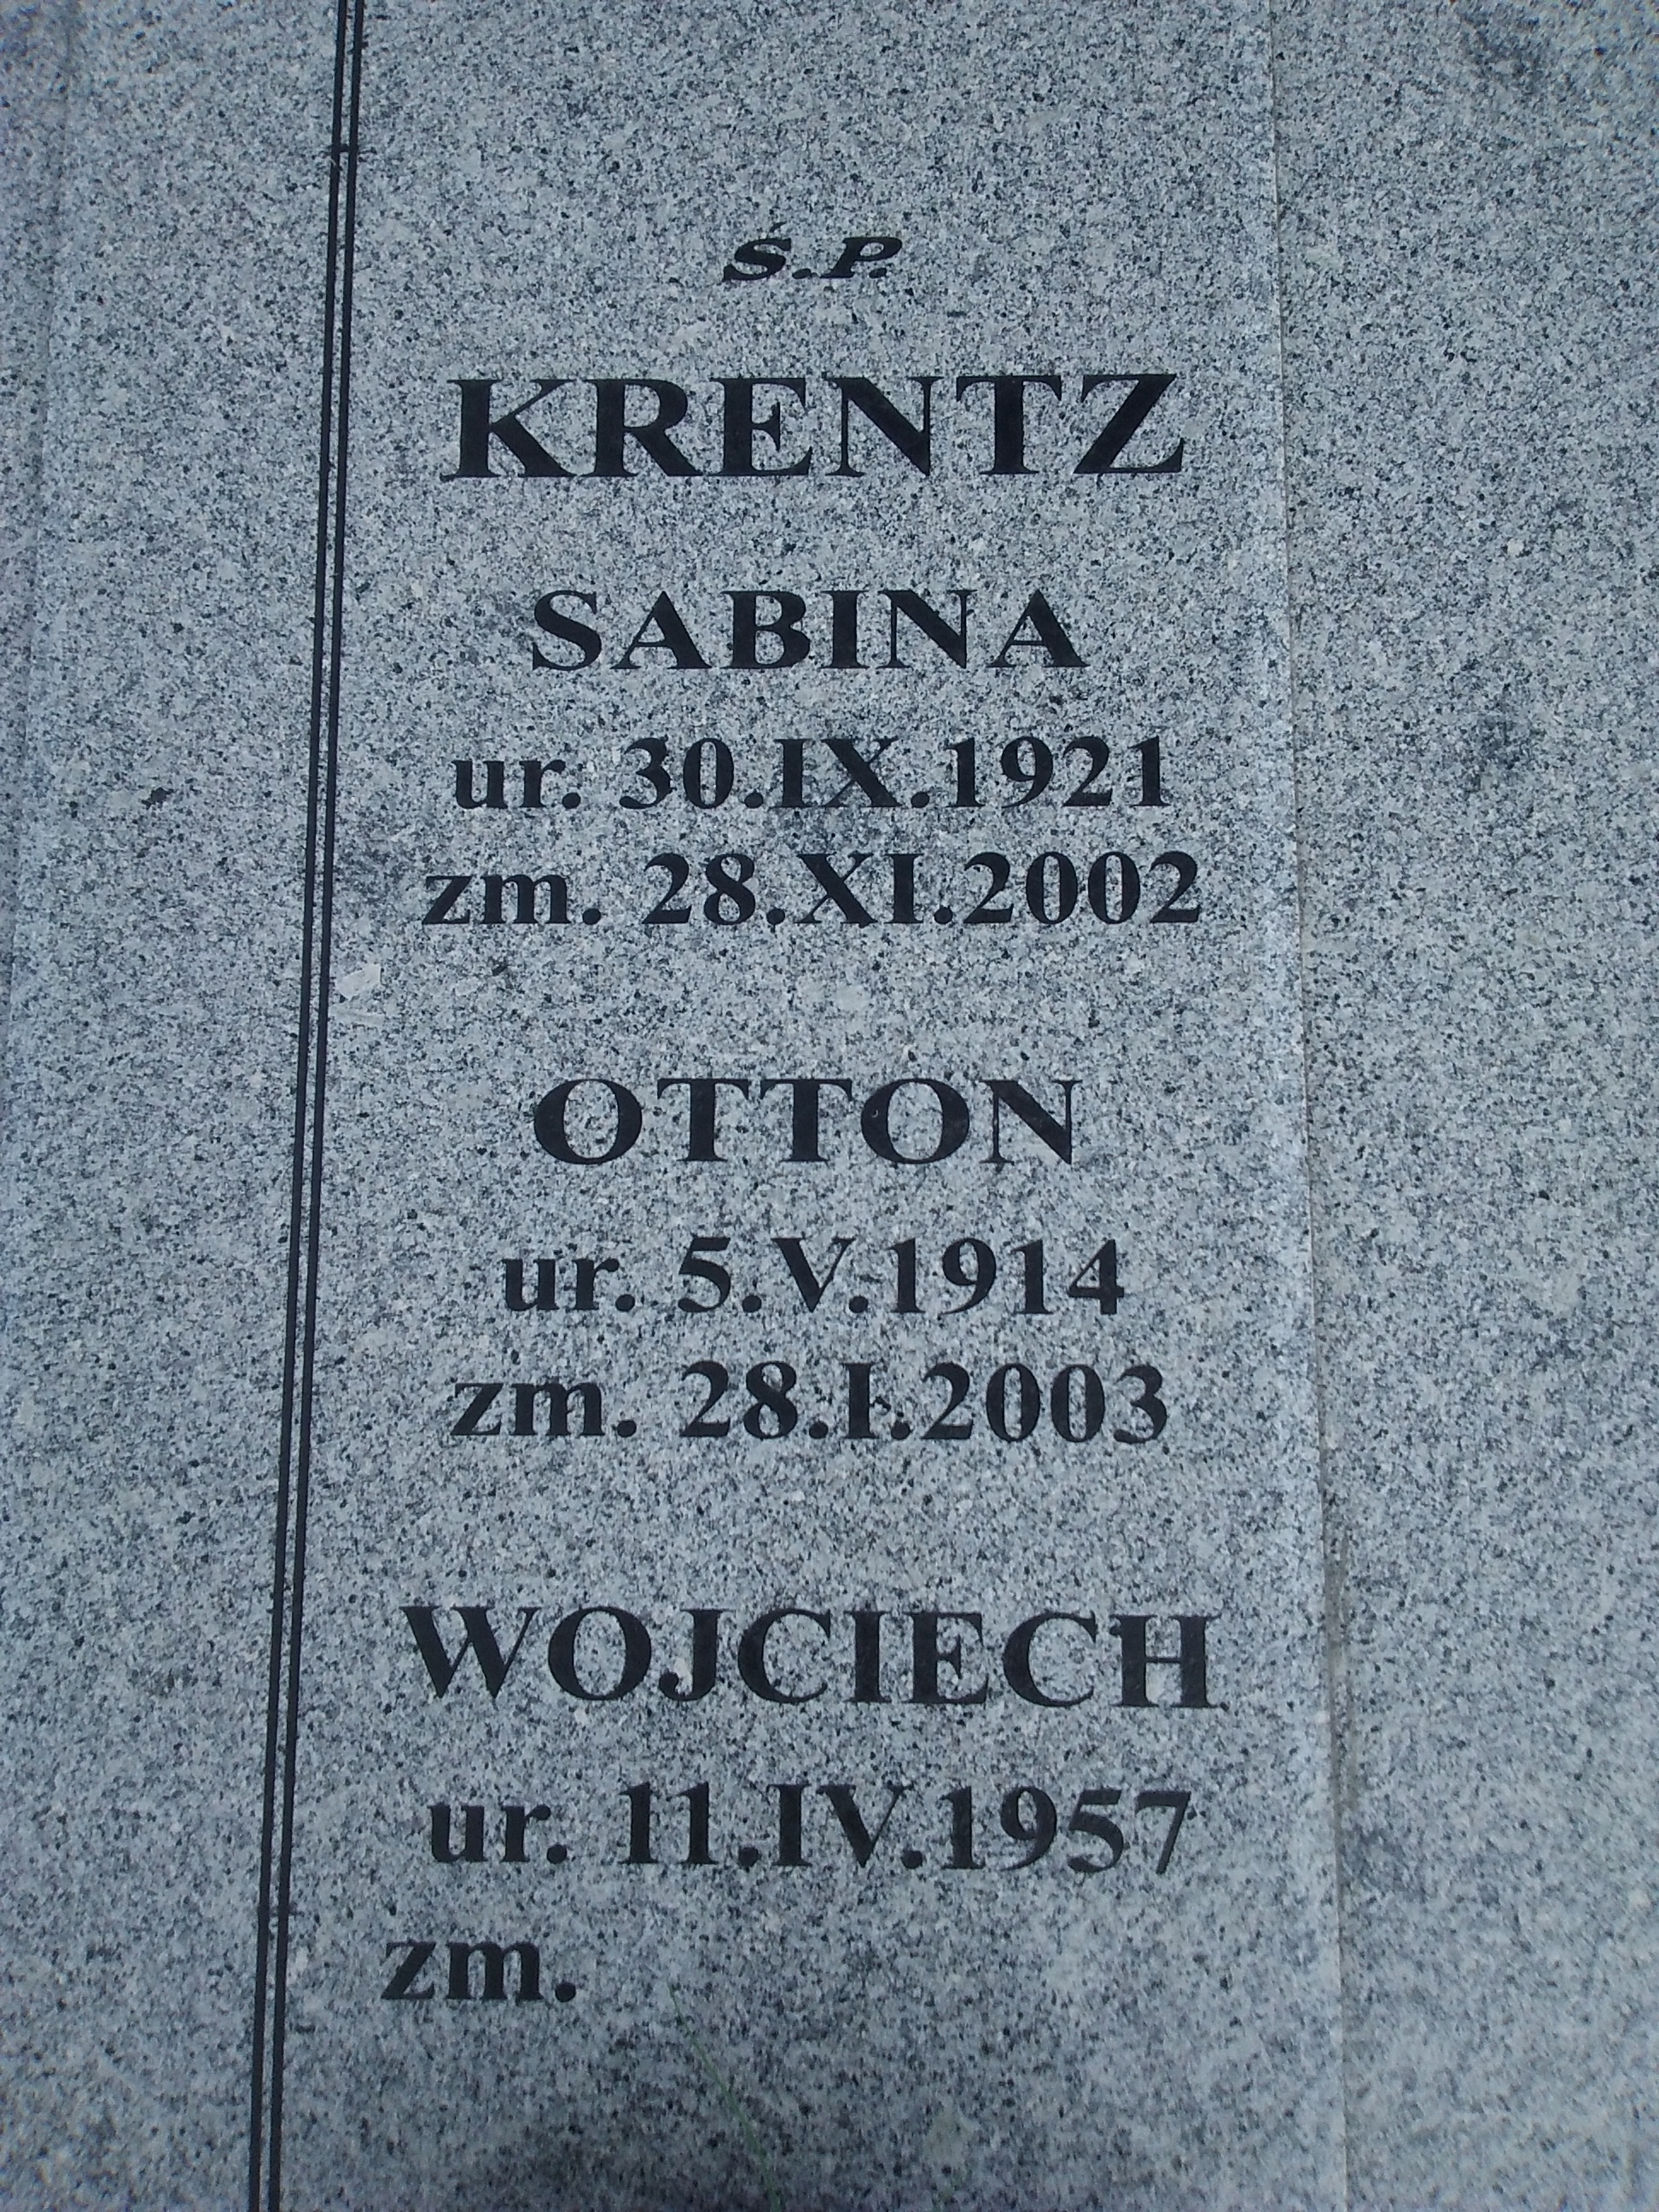 Ś.P.
KRENTZ
SABINA
ur. 30.IX.1921
zm. 28.XI.2002
OTTON
ur. 5.V.1914
zm. 28.I.2003
WOJCIECH
ur. 11.IV.1957
zm.